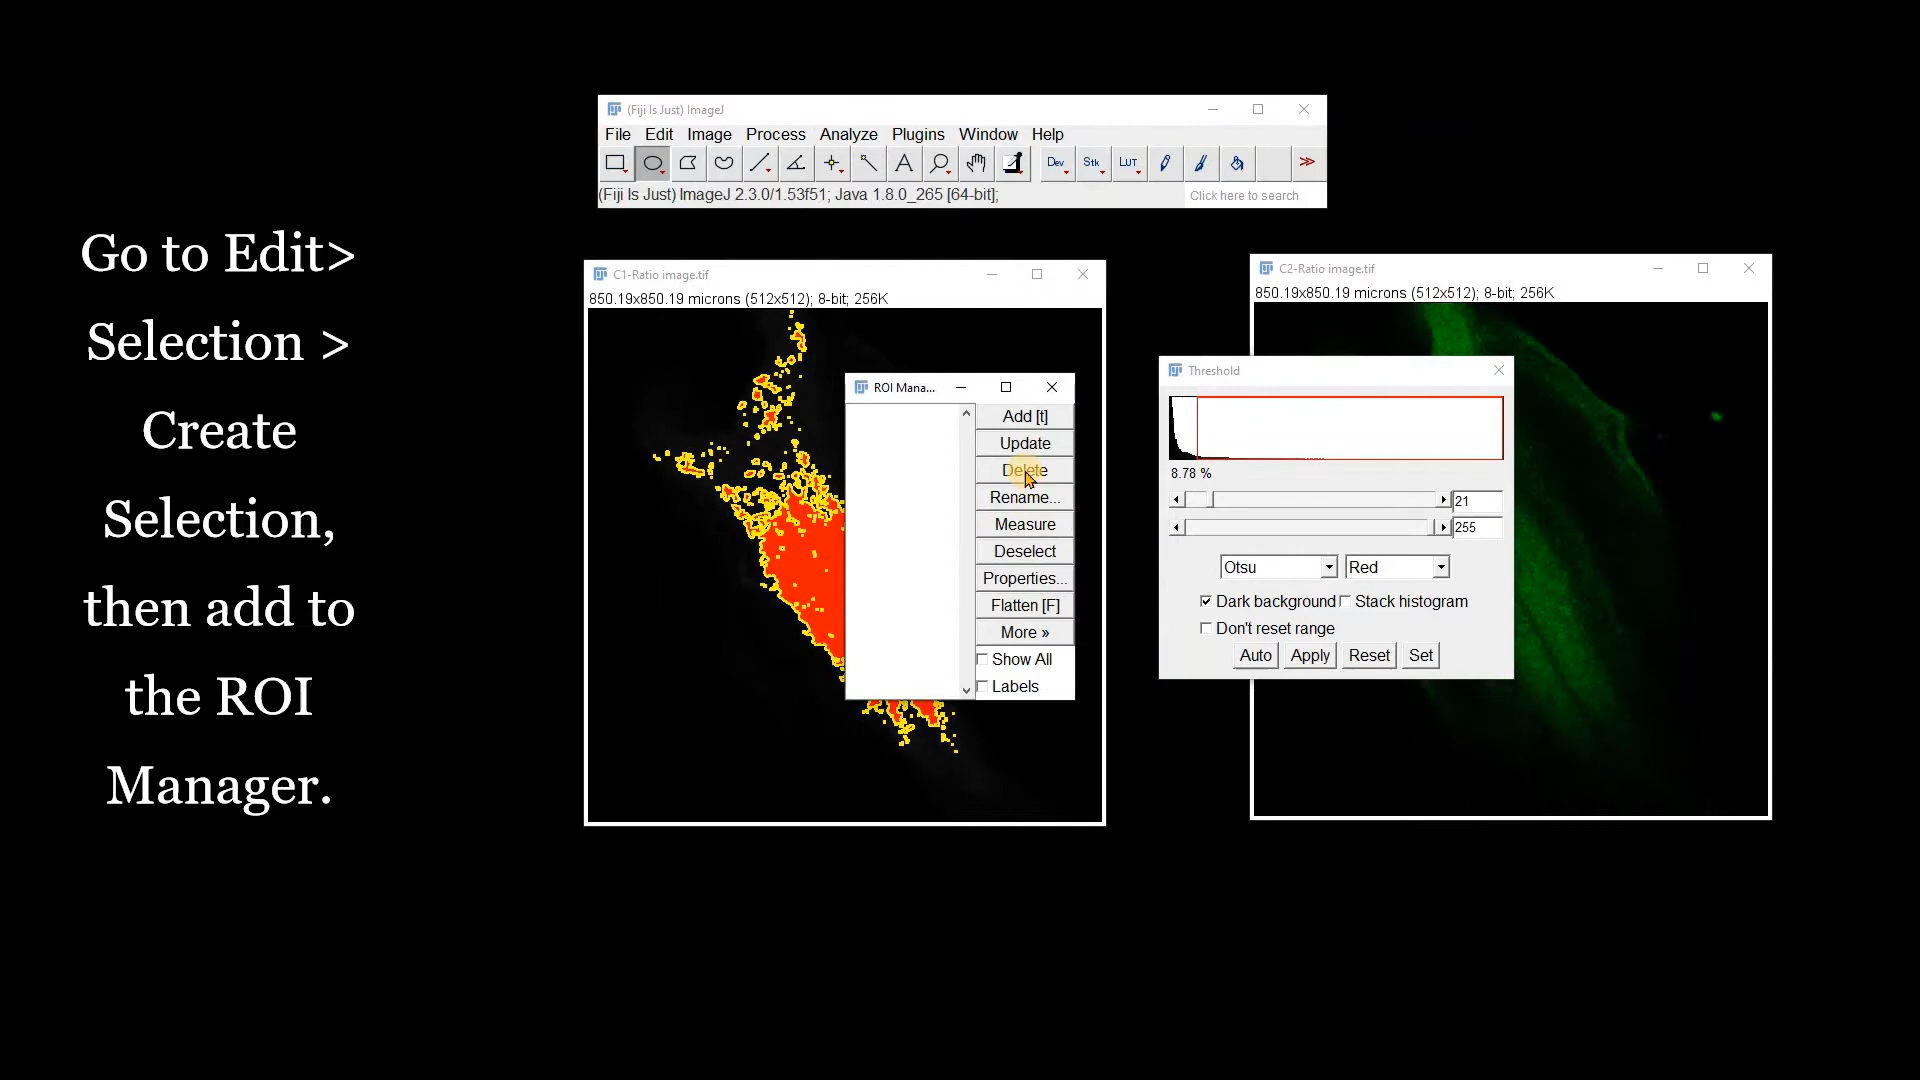 Go to Edit>
Selection >
Create
Selection,
then add to
the ROI
Manager.
(Fiji Is Just) ImageJ
File Edit Image Process Analyze Plugins Window Help
Dev Stk LUT >>
(Fiji Is Just) ImageJ 2.3.0/1.53f51; Java 1.8.0_265 [64-bit];
Click here to search
C1-Ratio image.tif
850.19x850.19 microns (512x512); 8-bit; 256K
ROI Mana...
Add [t]
Update
Delete
Rename...
Measure
Deselect
Properties...
Flatten [F]
More »
Show All
Labels
C2-Ratio image.tif
850.19x850.19 microns (512x512); 8-bit; 256K
Threshold
8.78 %
21
255
Otsu Red
Dark background Stack histogram
Don't reset range
Auto Apply Reset Set